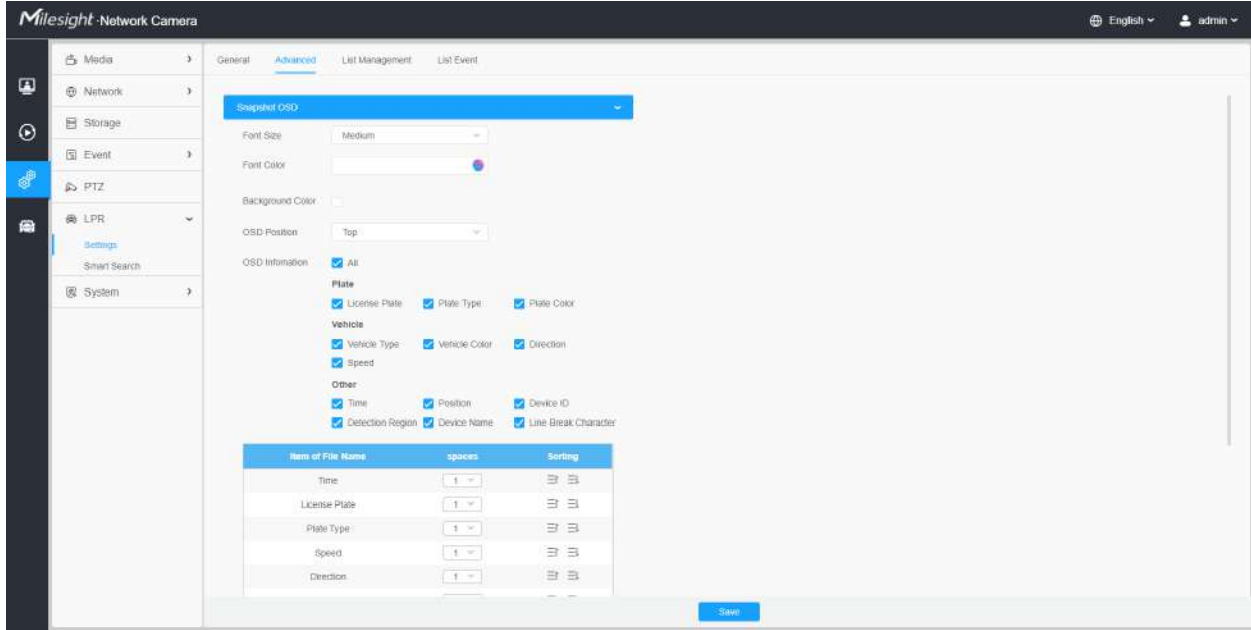 Milesight-Network Camera
English
admin
Media
Network
Storage
Event
PTZ
LPR
Settings
Smart Search
System
General Advanced List Management List Event
Snapshot OSD
Font Size Medium
Font Color
Background Color
OSD Position Top
OSD Infomation All
Plate
License Plate Plate Type Plate Color
Vehicle
Vehicle Type Vehicle Color Direction
Speed
Other
Time Position Device ID
Detection Region Device Name Line Break Character
Item of File Name spaces Sorting
Time 1
License Plate 1
Plate Type 1
Speed 1
Direction 1
Save